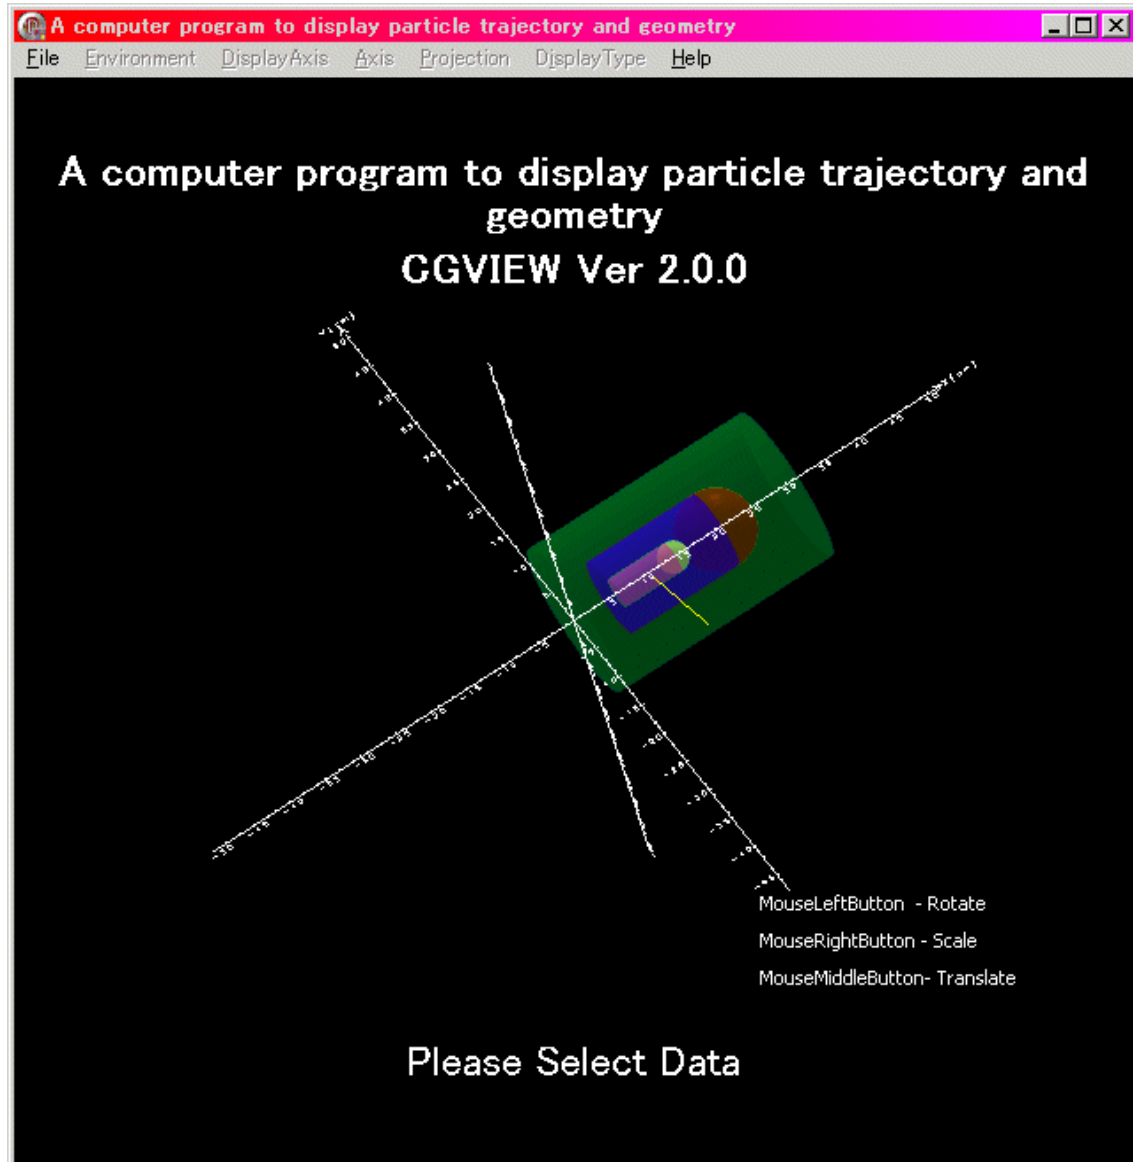 A computer program to display particle trajectory and geometry
File Environment DisplayAxis Axis Projection DisplayType Help
A computer program to display particle trajectory and
geometry
CGVIEW Ver 2.0.0
MouseLeftButton - Rotate
MouseRightButton - Scale
MouseMiddleButton- Translate
Please Select Data